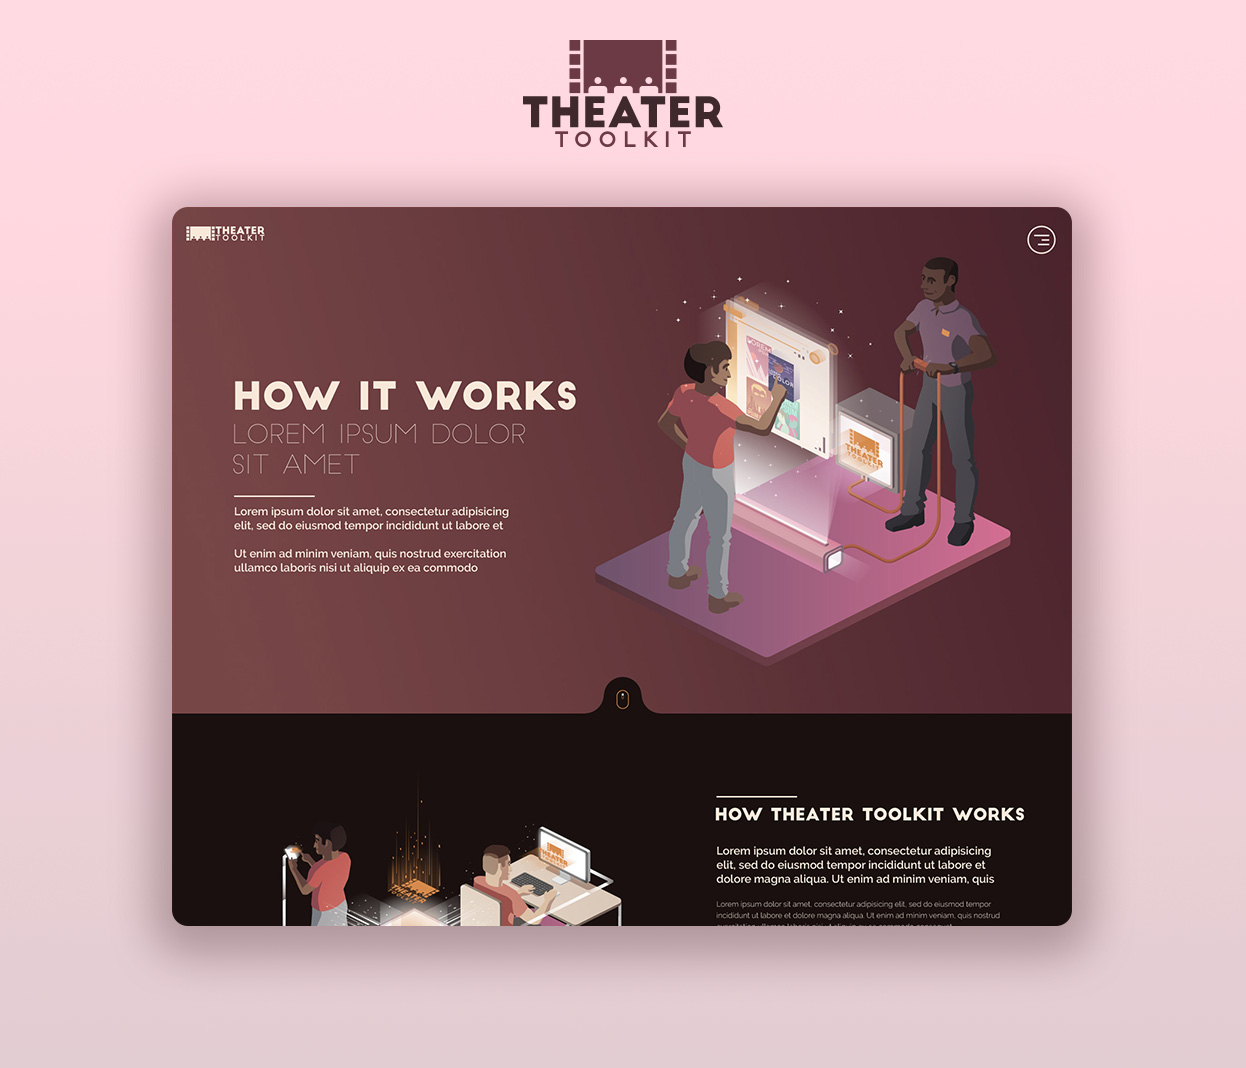 THEATER
TOOLKIT
THEATER
TOOLKIT
HOW IT WORKS
LOREM IPSUM DOLOR
SIT AMET
Lorem ipsum dolor sit amet, consectetur adipisicing
elit, sed do eiusmod tempor incididunt ut labore et
Ut enim ad minim veniam, quis nostrud exercitation
ullamco laboris nisi ut aliquip ex ea commodo
LOREM
DOLOR
THEATER
TOOLKIT
HOW THEATER TOOLKIT WORKS
Lorem ipsum dolor sit amet, consectetur adipisicing
elit, sed do eiusmod tempor incididunt ut labore et
dolore magna aliqua. Ut enim ad minim veniam, quis
Lorem ipsum dolor sit amet, consectetur adipisicing elit, sed do eiusmod tempor
incididunt ut labore et dolore magna aliqua. Ut enim ad minim veniam, quis nostrud
THEATER